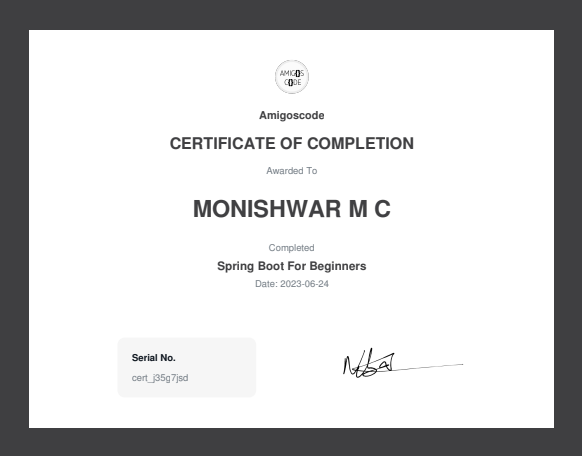 AMIGOS
CODE
Amigoscode
CERTIFICATE OF COMPLETION
Awarded To
MONISHWAR M C
Completed
Spring Boot For Beginners
Date: 2023-06-24
Serial No.
cert_j35g7jsd